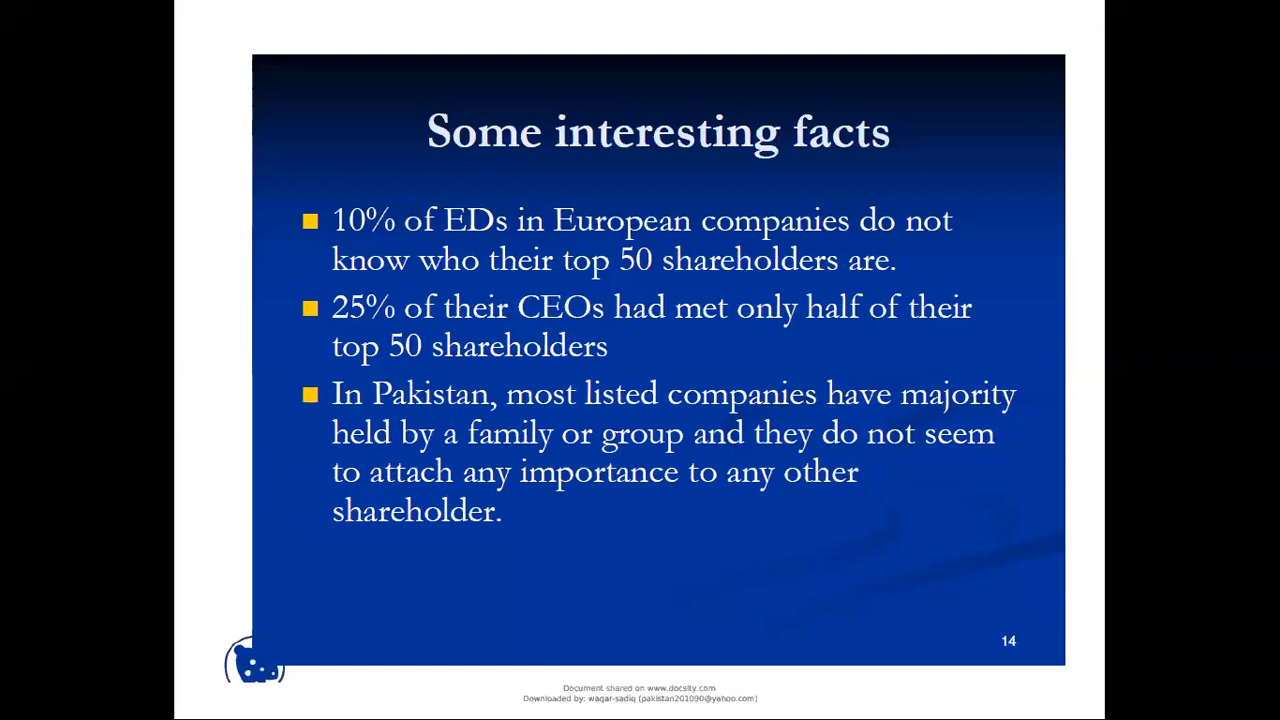 Some interesting facts
10% of EDs in European companies do not
know who their top 50 shareholders are.
25% of their CEOs had met only half of their
top 50 shareholders
In Pakistan, most listed companies have majority
held by a family or group and they do not seem
to attach any importance to any other
shareholder.
14
Document shared on www.docsity.com
Downloaded by: waqar-sadiq (pakistan201090@yahoo.com)